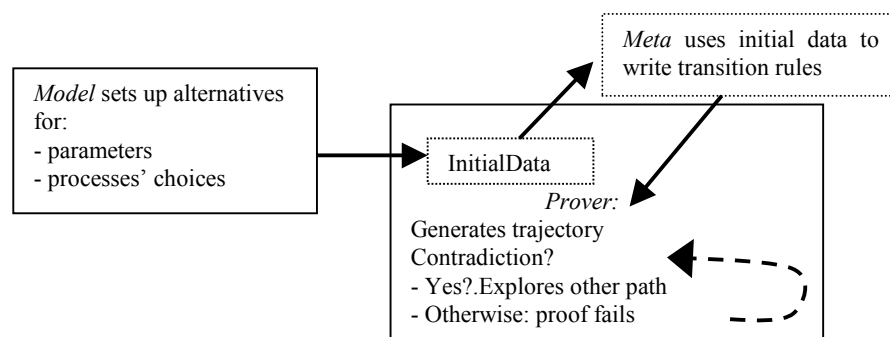 Meta uses initial data to
write transition rules
Model sets up alternatives
for:
- parameters
- processes’ choices
InitialData
Prover:
Generates trajectory
Contradiction?
- Yes?.Explores other path
- Otherwise: proof fails